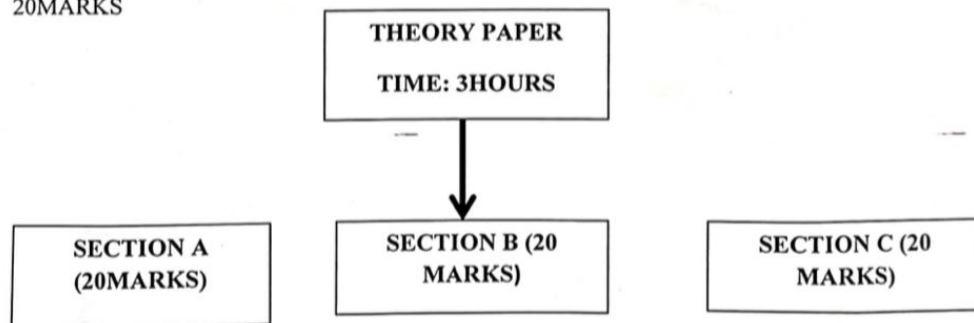 20MARKS
THEORY PAPER
TIME: 3HOURS
SECTION A
(20MARKS)
SECTION B (20
MARKS)
SECTION C (20
MARKS)